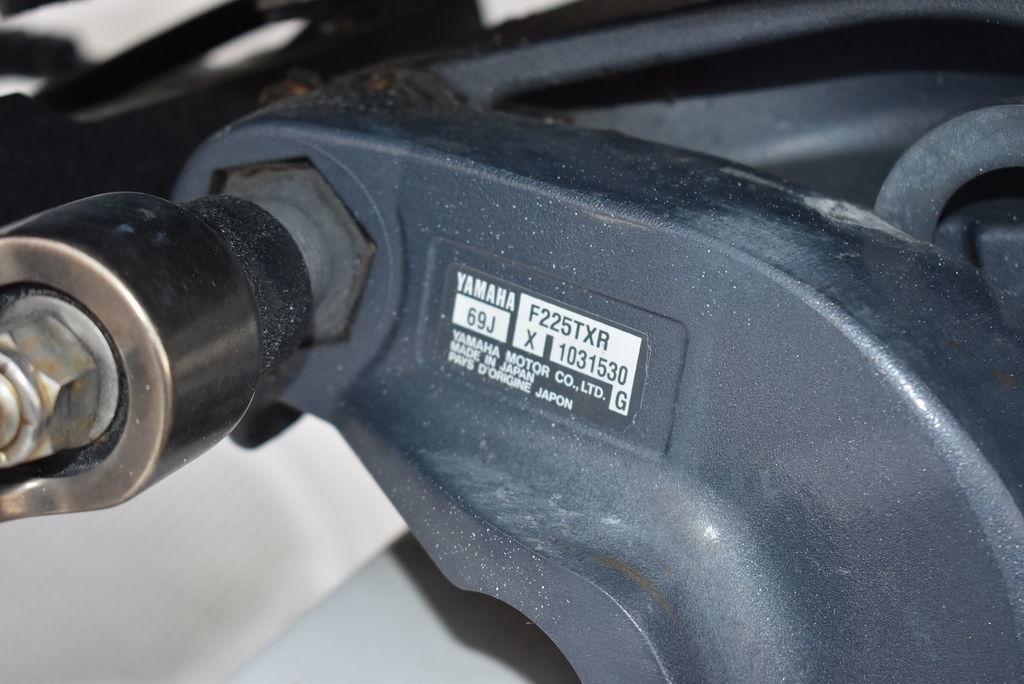 YAMAHA F225TXR
69J X 1031530
YAMAHA MOTOR CO., LTD. G
MADE IN JAPAN
PAYS D'ORIGINE JAPON